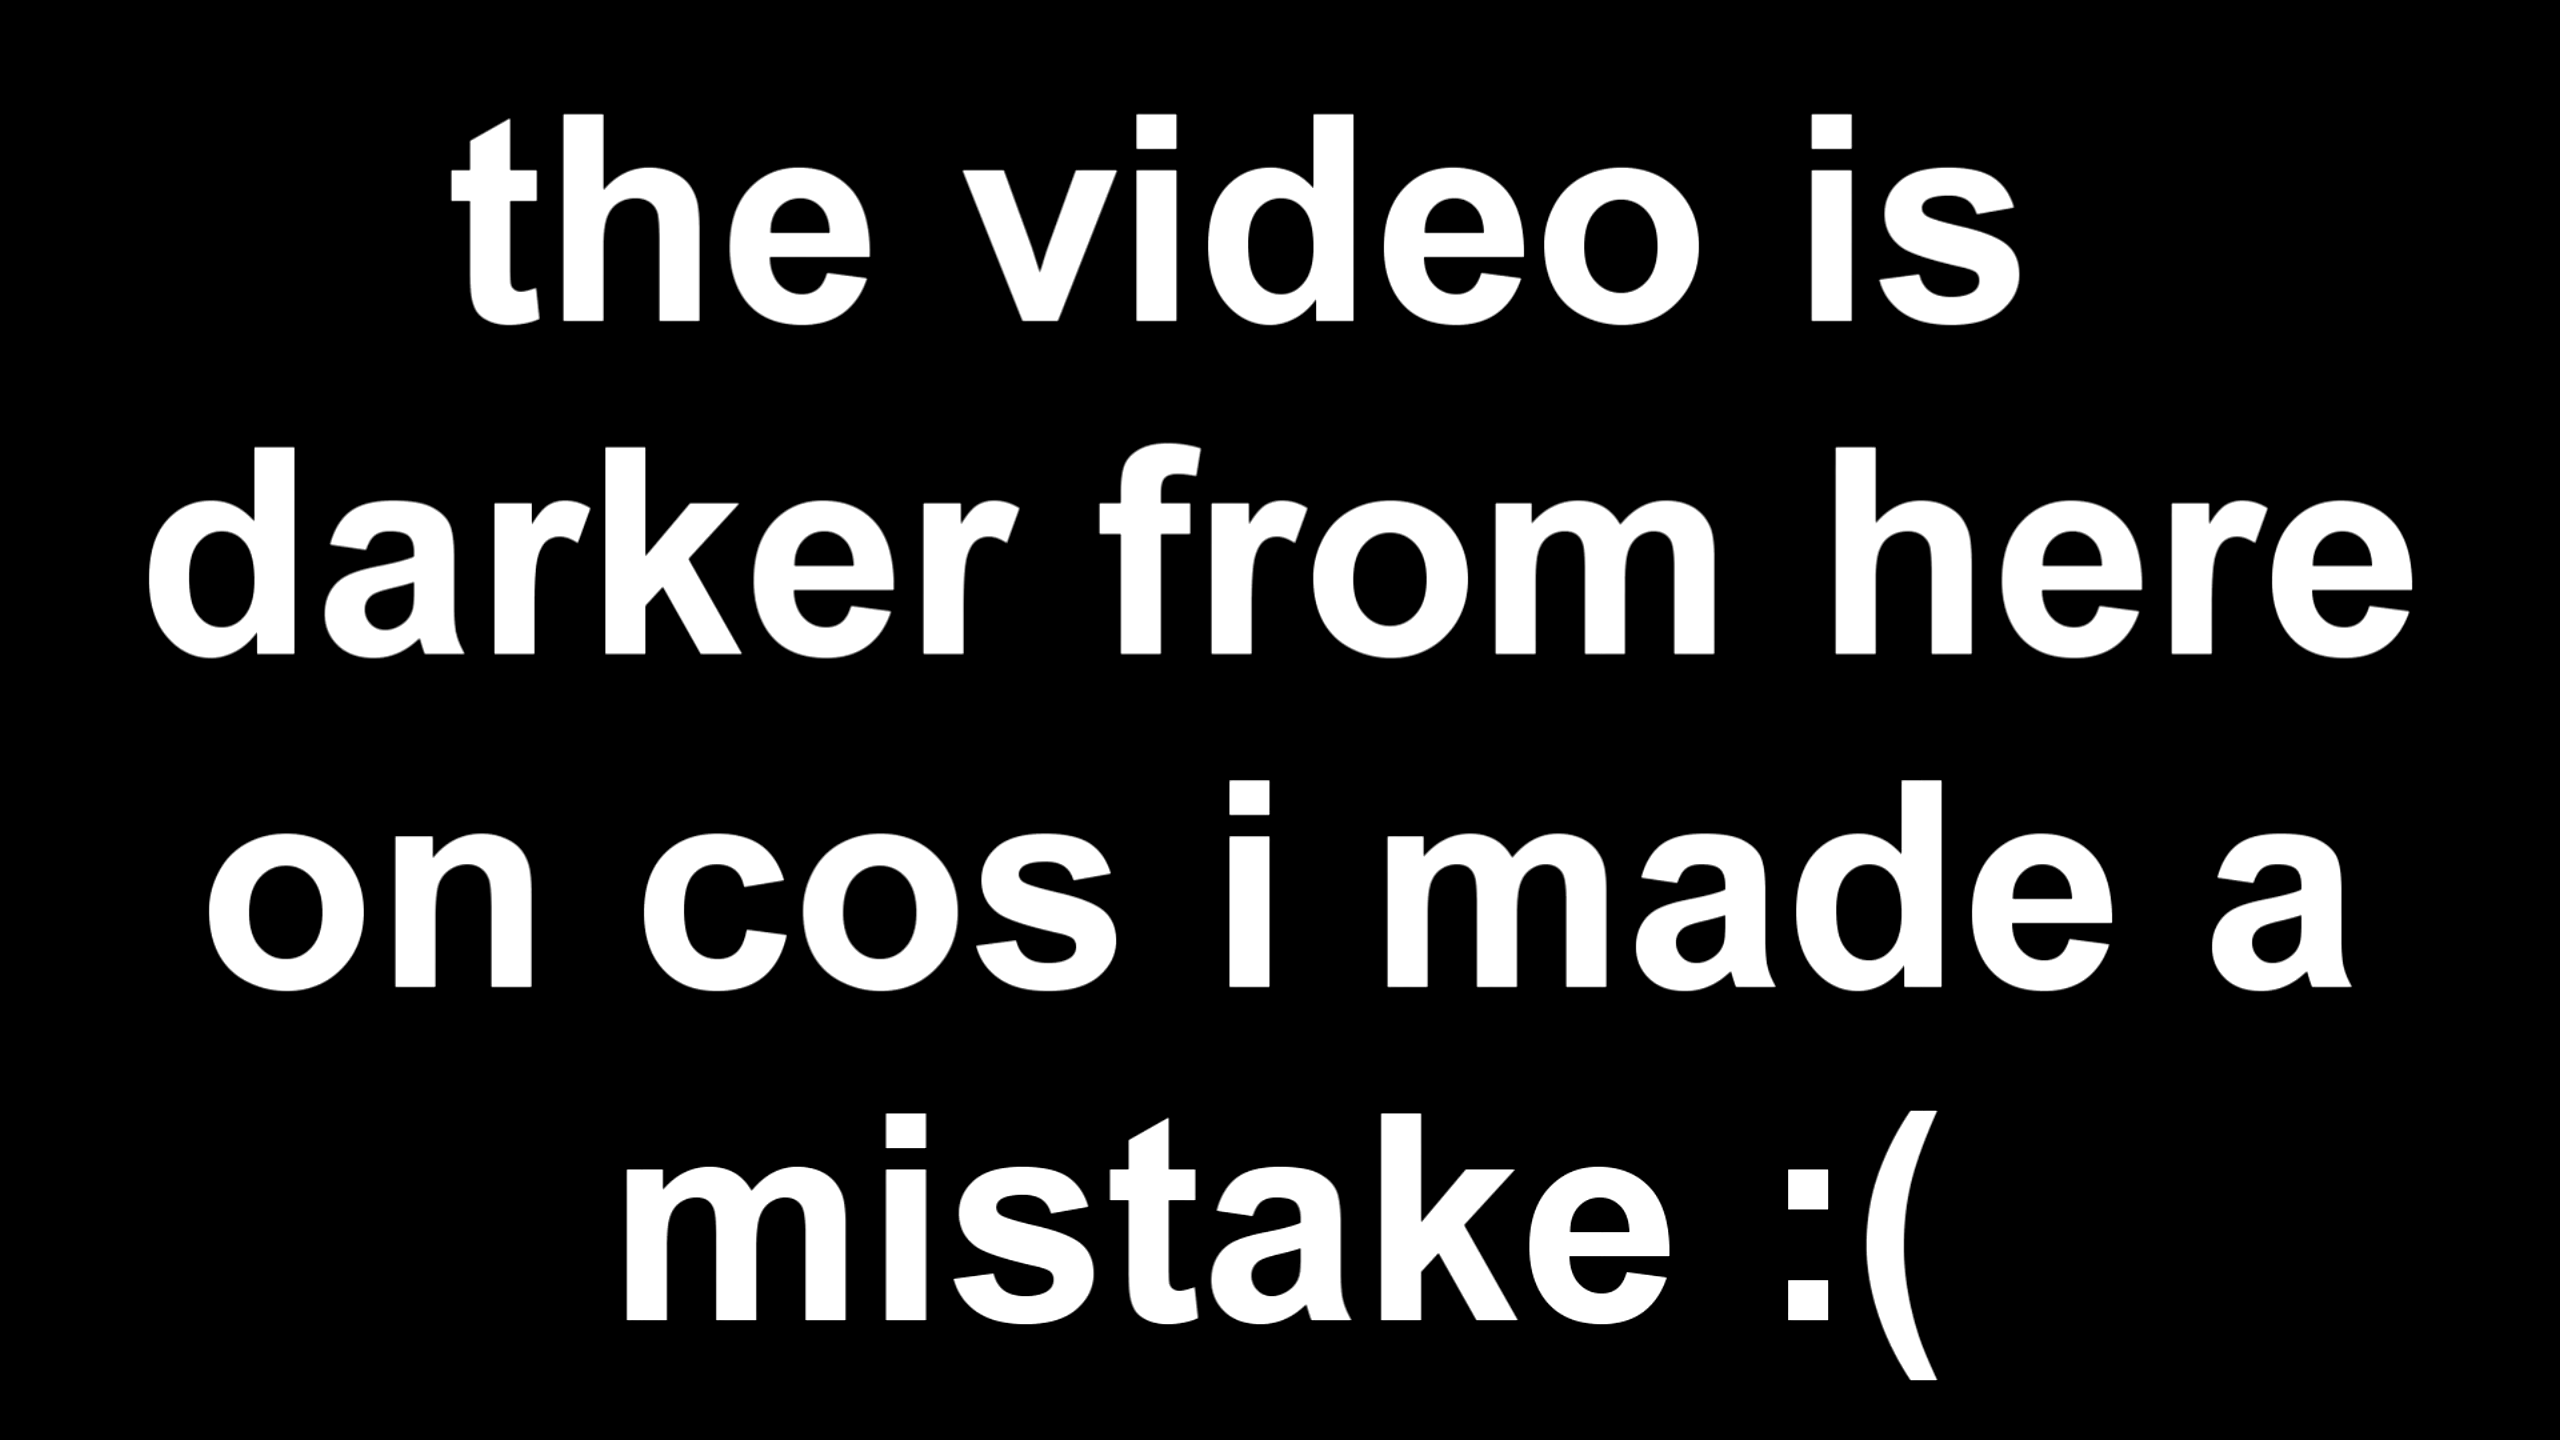 the video is
darker from here
on cos i made a
mistake :(